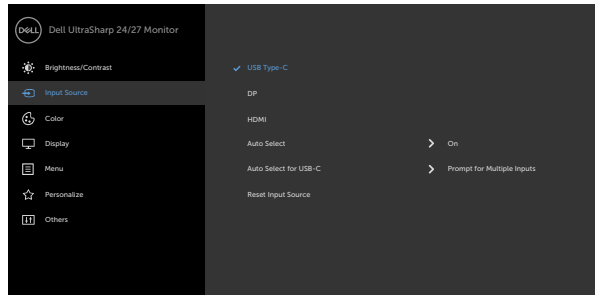 DELL Dell UltraSharp 24/27 Monitor
Brightness/Contrast
USB Type-C
Input Source
DP
Color
HDMI
Display
Auto Select
On
Menu
Auto Select for USB-C
Prompt for Multiple Inputs
Personalize
Reset Input Source
Others